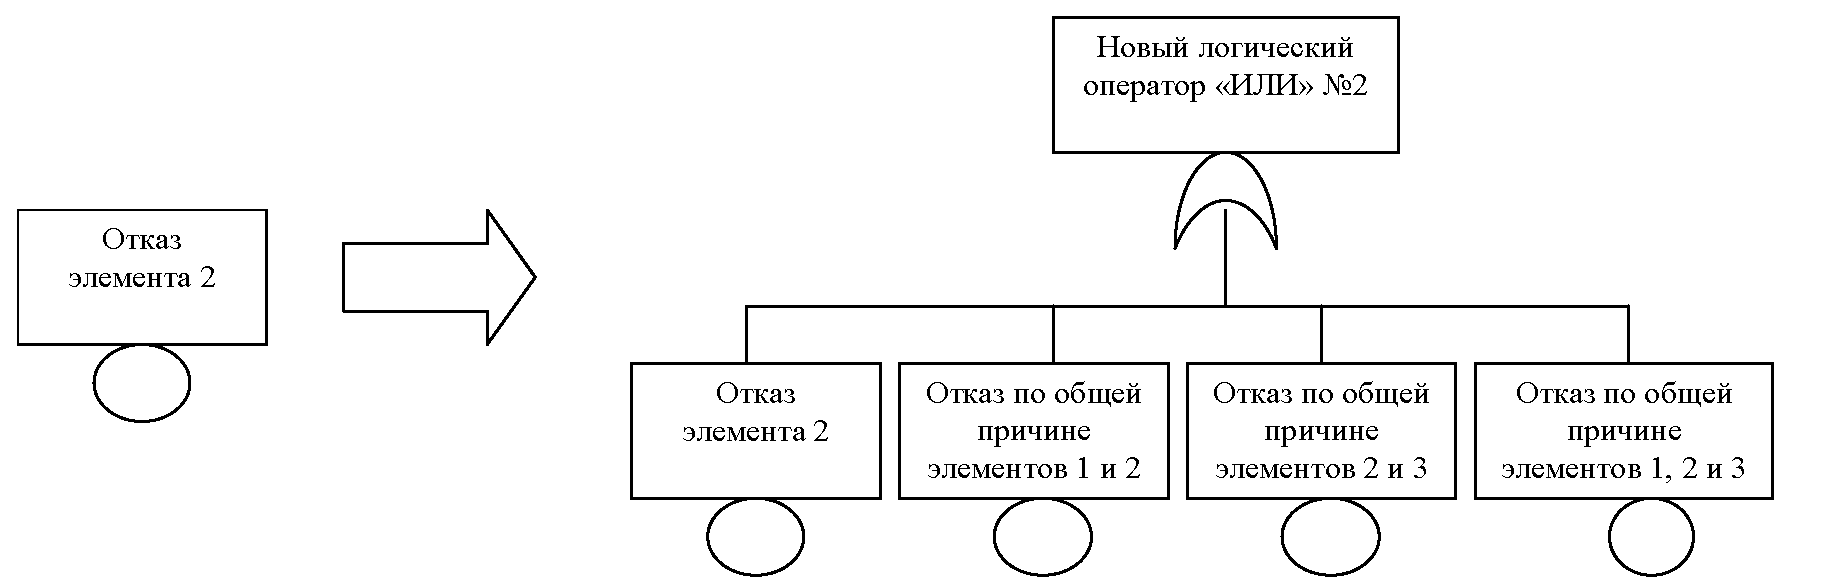 Новый логический
оператор «ИЛИ» №2
Отказ
элемента 2
Отказ
элемента 2
Отказ по общей
причине
элементов 1 и 2
Отказ по общей
причине
элементов 2 и 3
Отказ по общей
причине
элементов 1, 2 и 3